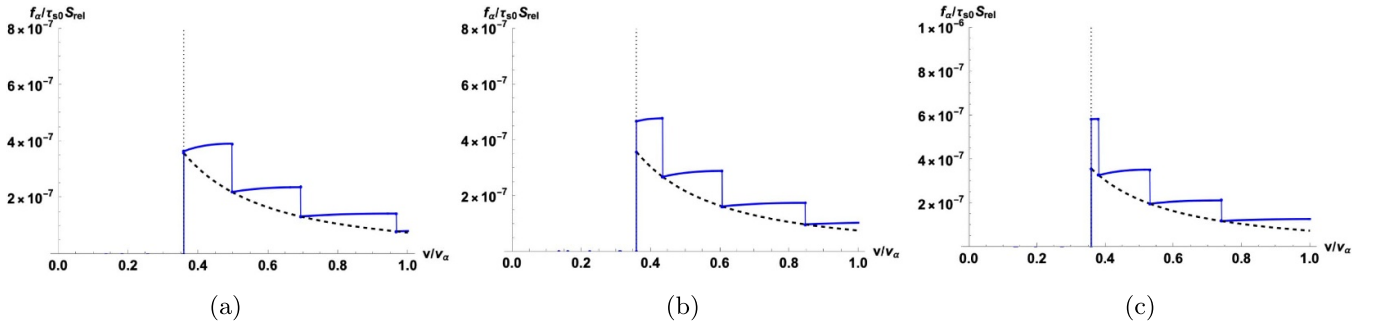 f_α/τ_s0 S_rel
8×10⁻⁷
6×10⁻⁷
4×10⁻⁷
2×10⁻⁷
0.0 0.2 0.4 0.6 0.8 1.0 v/v_α
(a)
f_α/τ_s0 S_rel
8×10⁻⁷
6×10⁻⁷
4×10⁻⁷
2×10⁻⁷
0.0 0.2 0.4 0.6 0.8 1.0 v/v_α
(b)
f_α/τ_s0 S_rel
1×10⁻⁶
8×10⁻⁷
6×10⁻⁷
4×10⁻⁷
2×10⁻⁷
0.0 0.2 0.4 0.6 0.8 1.0 v/v_α
(c)